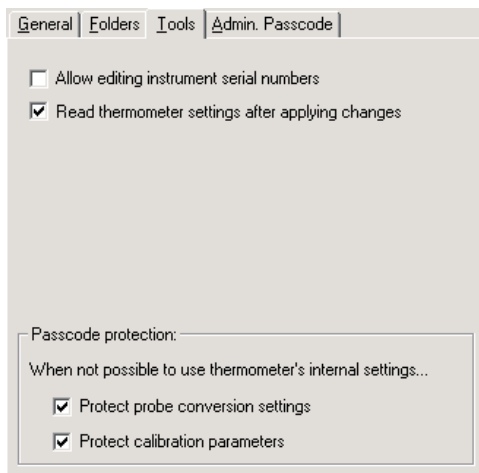 General Folders Tools Admin. Passcode
Allow editing instrument serial numbers
Read thermometer settings after applying changes
Passcode protection:
When not possible to use thermometer's internal settings...
Protect probe conversion settings
Protect calibration parameters